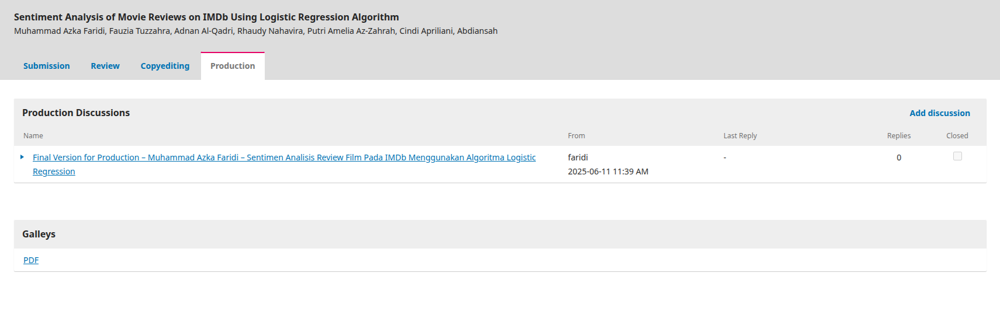 Sentiment Analysis of Movie Reviews on IMDb Using Logistic Regression Algorithm
Muhammad Azka Faridi, Fauzia Tuzzahra, Adnan Al-Qadri, Rhaudy Nahavira, Putri Amelia Az-Zahrah, Cindi Apriliani, Abdiansah
Submission Review Copyediting Production
Production Discussions Add discussion
Name From Last Reply Replies Closed
Final Version for Production – Muhammad Azka Faridi – Sentimen Analisis Review Film Pada IMDb Menggunakan Algoritma Logistic faridi - 0
Regression 2025-06-11 11:39 AM
Galleys
PDF